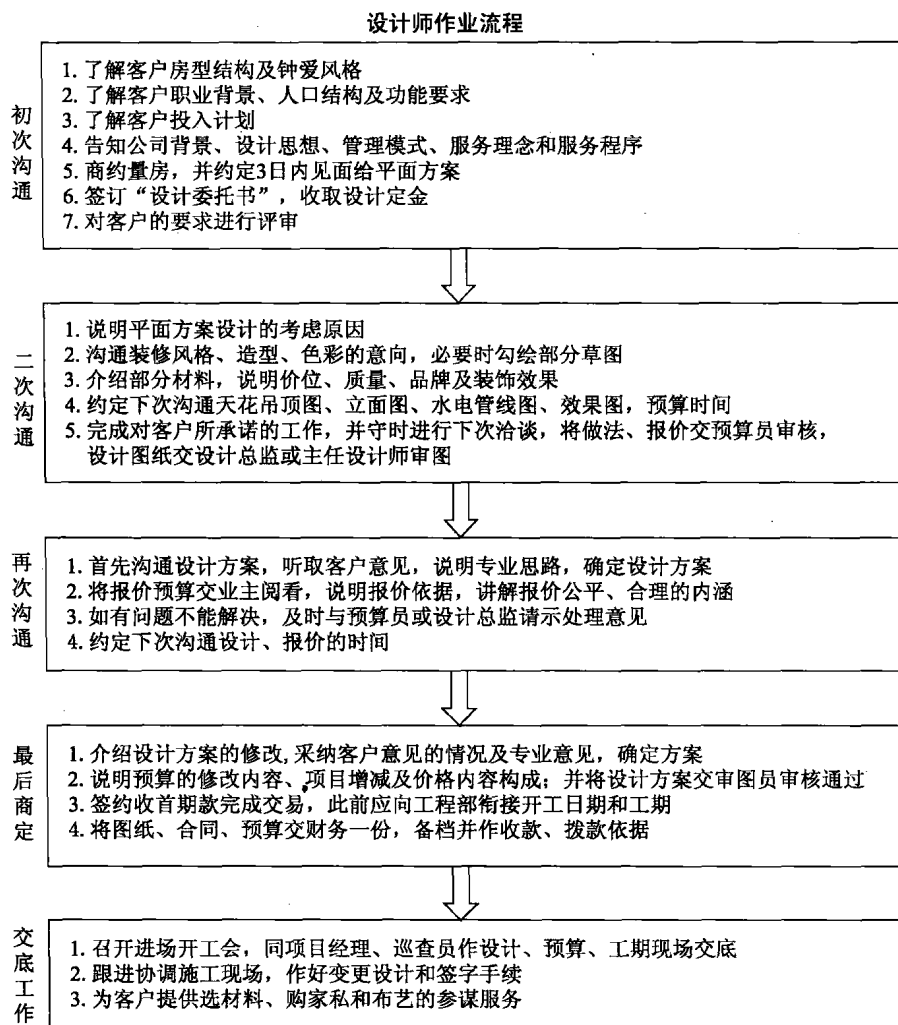 设计师作业流程
初次沟通
1. 了解客户房型结构及钟爱风格
2. 了解客户职业背景、人口结构及功能要求
3. 了解客户投入计划
4. 告知公司背景、设计思想、管理模式、服务理念和服务程序
5. 商约量房，并约定3日内见面给平面方案
6. 签订“设计委托书”，收取设计定金
7. 对客户的要求进行评审
二次沟通
1. 说明平面方案设计的考虑原因
2. 沟通装修风格、造型、色彩的意向，必要时勾绘部分草图
3. 介绍部分材料，说明价位、质量、品牌及装饰效果
4. 约定下次沟通天花吊顶图、立面图、水电管线图、效果图，预算时间
5. 完成对客户所承诺的工作，并守时进行下次洽谈，将做法、报价交预算员审核，
设计图纸交设计总监或主任设计师审图
再次沟通
1. 首先沟通设计方案，听取客户意见，说明专业思路，确定设计方案
2. 将报价预算交业主阅看，说明报价依据，讲解报价公平、合理的内涵
3. 如有问题不能解决，及时与预算员或设计总监请示处理意见
4. 约定下次沟通设计、报价的时间
最后商定
1. 介绍设计方案的修改,采纳客户意见的情况及专业意见，确定方案
2. 说明预算的修改内容、项目增减及价格内容构成；并将设计方案交审图员审核通过
3. 签约收首期款完成交易，此前应向工程部衔接开工日期和工期
4. 将图纸、合同、预算交财务一份，备档并作收款、拨款依据
交底工作
1. 召开进场开工会，同项目经理、巡查员作设计、预算、工期现场交底
2. 跟进协调施工现场，作好变更设计和签字手续
3. 为客户提供选材料、购家私和布艺的参谋服务